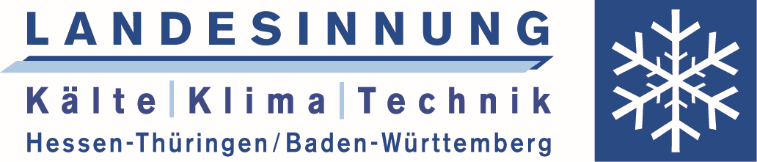 LANDESINNUNG
Kälte|Klima|Technik
Hessen-Thüringen/Baden-Württemberg